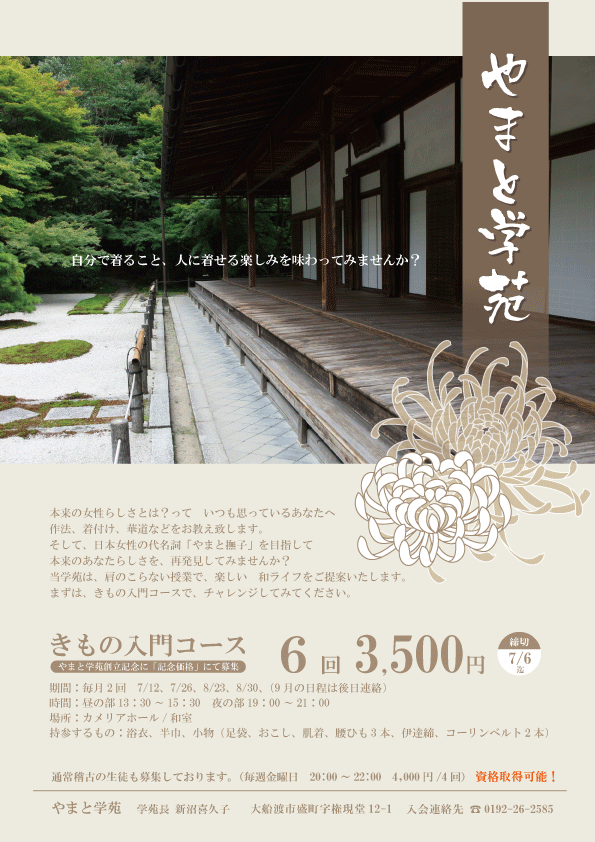 やまと学苑
自分で着ること、人に着せる楽しみを味わってみませんか？
本来の女性らしさとは？って　いつも思っているあなたへ
作法、着付け、華道などをお教え致します。
そして、日本女性の代名詞「やまと撫子」を目指して
本来のあなたらしさを、再発見してみませんか？
当学苑は、肩のこらない授業で、楽しい　和ライフをご提案いたします。
まずは、きもの入門コースで、チャレンジしてみてください。
きもの入門コース　6回　3,500円
やまと学苑創立記念に「記念価格」にて募集
締切
7/6
迄
期間：毎月2回　7/12、7/26、8/23、8/30、（9月の日程は後日連絡）
時間：昼の部13：30～15：30　夜の部19：00～21：00
場所：カメリアホール/和室
持参するもの：浴衣、半巾、小物（足袋、おこし、肌着、腰ひも3本、伊達締、コーリンベルト2本）
通常稽古の生徒も募集しております。（毎週金曜日　20:00～22:00　4,000円/4回）　資格取得可能！
やまと学苑　学苑長 新沼喜久子　大船渡市盛町字権現堂12-1　入会連絡先 ☎0192-26-2585